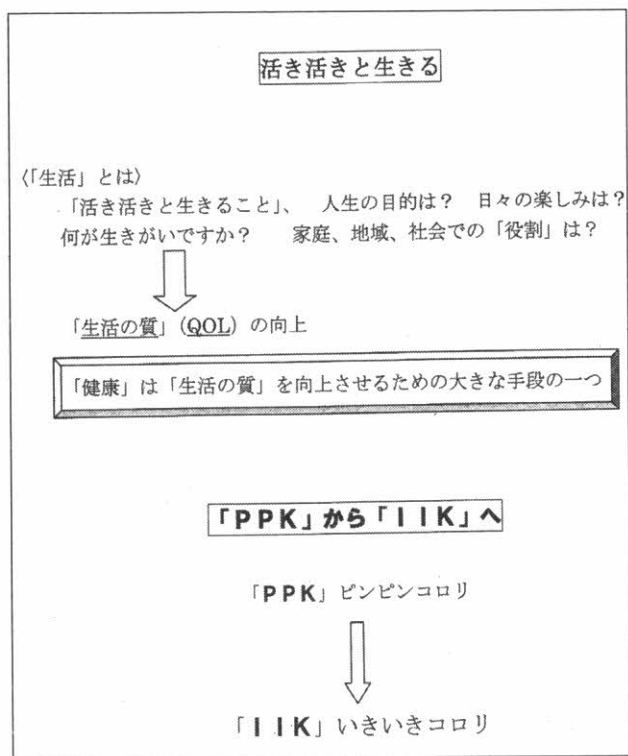 活き活きと生きる
〈「生活」とは〉
「活き活きと生きること」、　人生の目的は？　日々の楽しみは？
何が生きがいですか？　　家庭、地域、社会での「役割」は？
「生活の質」（QOL）の向上
「健康」は「生活の質」を向上させるための大きな手段の一つ
「ＰＰＫ」から「ＩＩＫ」へ
「ＰＰＫ」ピンピンコロリ
「ＩＩＫ」いきいきコロリ